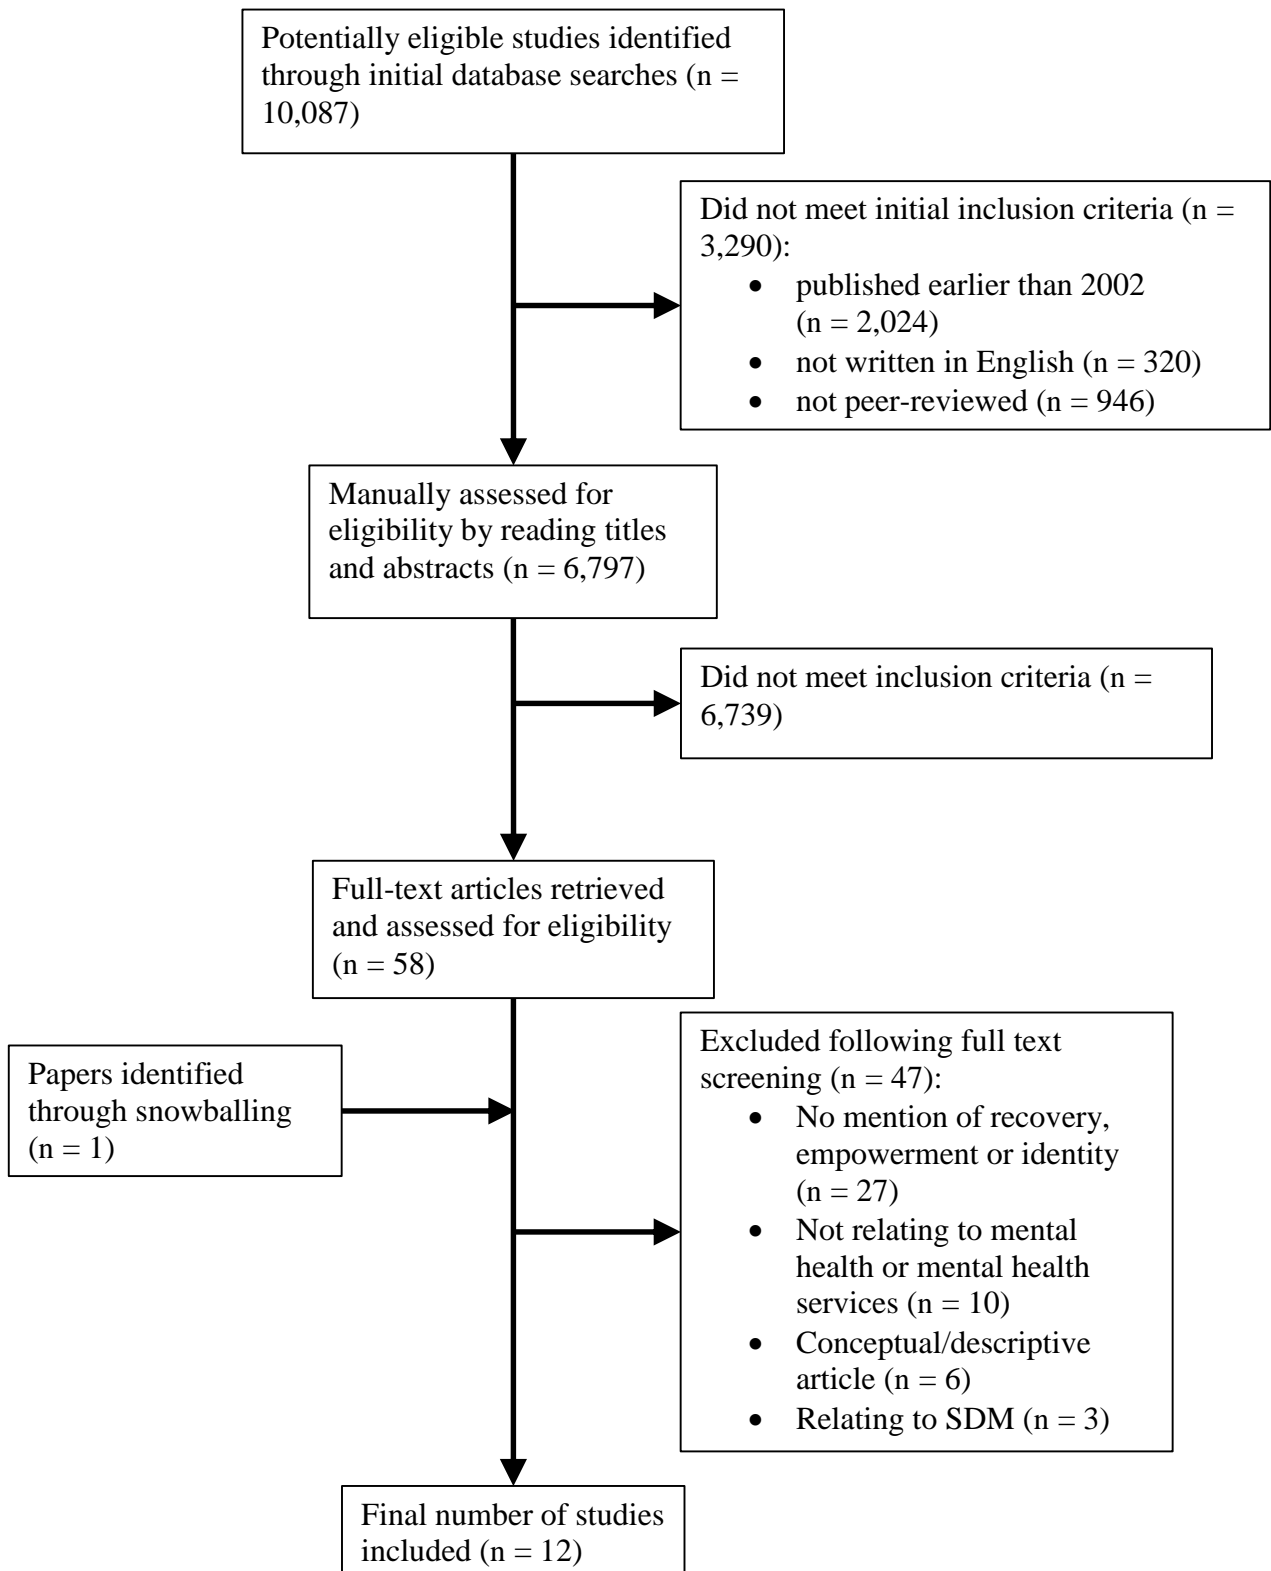 Potentially eligible studies identified
through initial database searches (n =
10,087)
Did not meet initial inclusion criteria (n =
3,290):
• published earlier than 2002
(n = 2,024)
• not written in English (n = 320)
• not peer-reviewed (n = 946)
Manually assessed for
eligibility by reading titles
and abstracts (n = 6,797)
Did not meet inclusion criteria (n =
6,739)
Full-text articles retrieved
and assessed for eligibility
(n = 58)
Papers identified
through snowballing
(n = 1)
Excluded following full text
screening (n = 47):
• No mention of recovery,
empowerment or identity
(n = 27)
• Not relating to mental
health or mental health
services (n = 10)
• Conceptual/descriptive
article (n = 6)
• Relating to SDM (n = 3)
Final number of studies
included (n = 12)